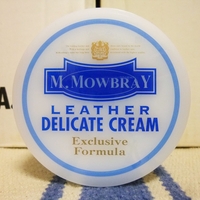 M. MOWBRAY
LEATHER
DELICATE CREAM
Exclusive
Formula